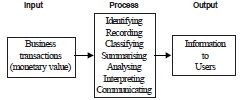 Input
Process
Output
Business
transactions
(monetary value)
Identifying
Recording
Classifying
Summarising
Analysing
Interpreting
Communicating
Information
to
Users